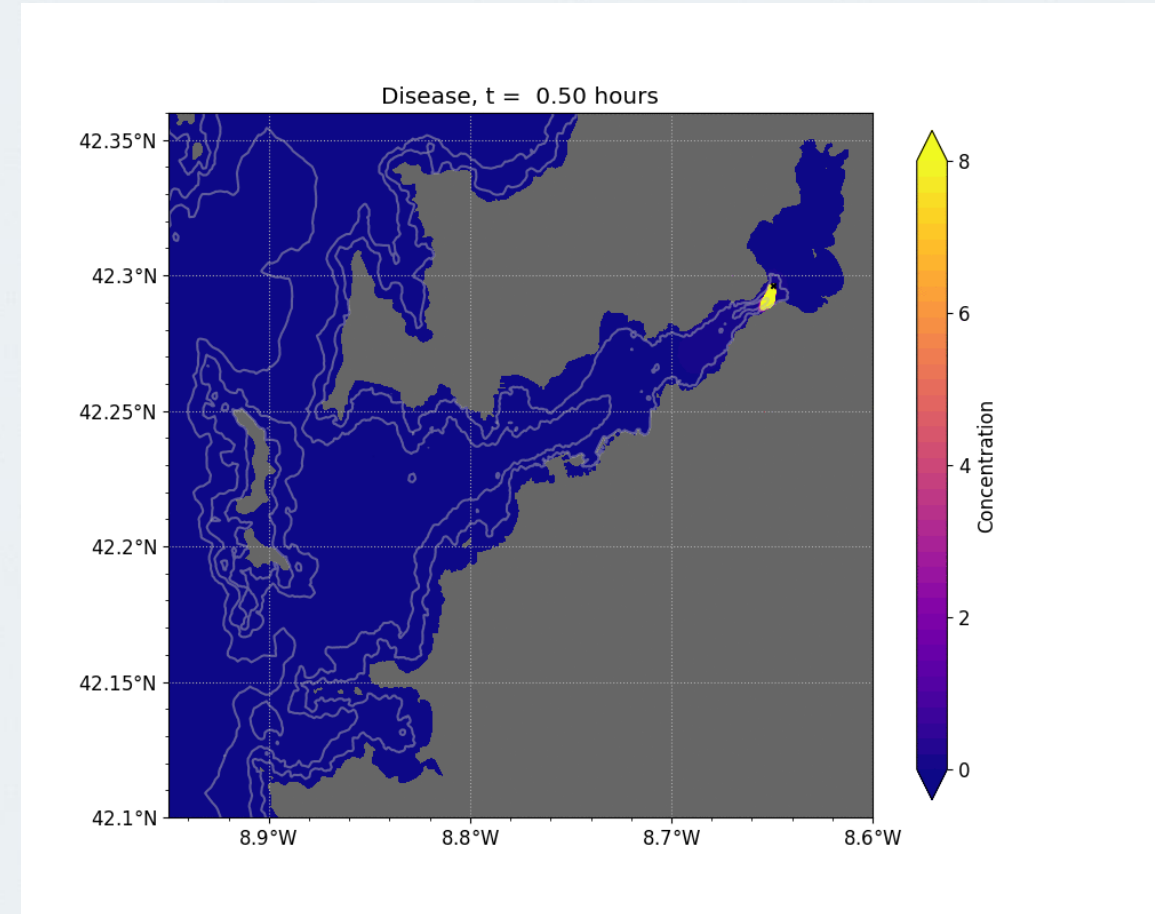 Disease, t =  0.50 hours
42.35°N
42.3°N
42.25°N
42.2°N
42.15°N
42.1°N
8.9°W
8.8°W
8.7°W
8.6°W
8
6
4
2
0
Concentration